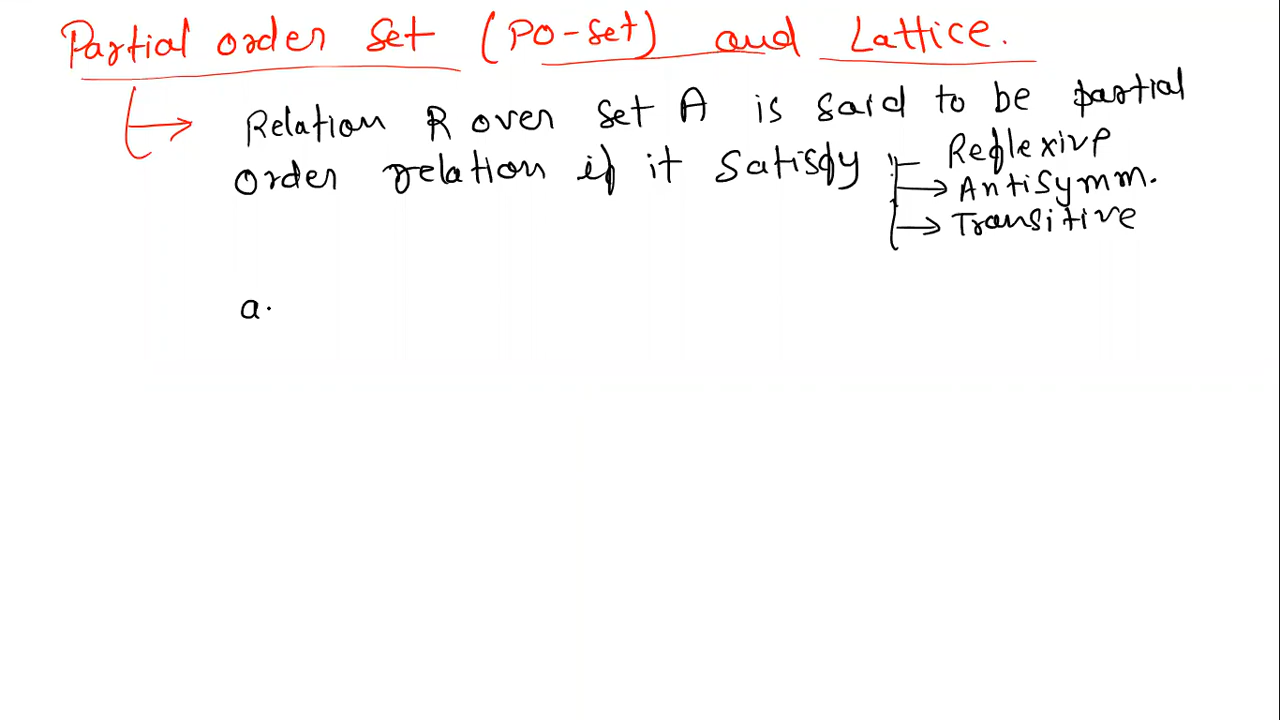 Partial order set (PO-set) and Lattice.
Relation R over set A is said to be partial
order relation if it satisfy
Reflexive
Antisymm.
Transitive
a.